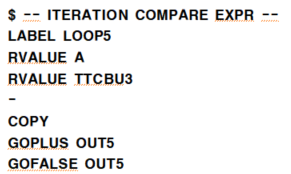 $ -- ITERATION COMPARE EXPR --
LABEL LOOP5
RVALUE A
RVALUE TTCBU3
-
COPY
GOPLUS OUT5
GOFALSE OUT5